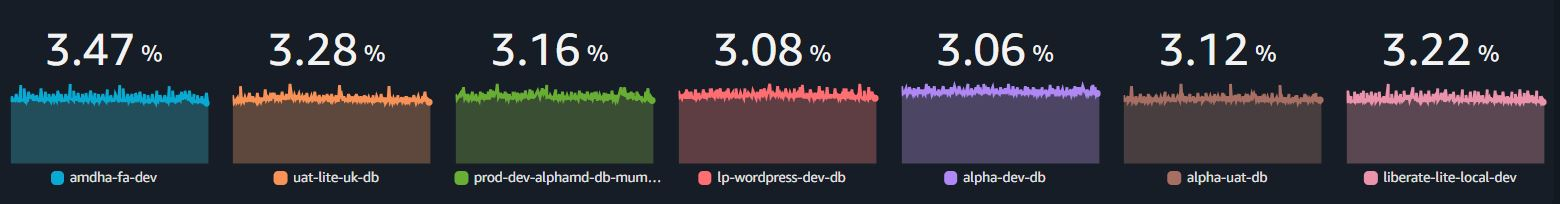 3.47 % 3.28 % 3.16 % 3.08 % 3.06 % 3.12 % 3.22 %
amdha-fa-dev uat-lite-uk-db prod-dev-alphamd-db-mum... lp-wordpress-dev-db alpha-dev-db alpha-uat-db liberate-lite-local-dev